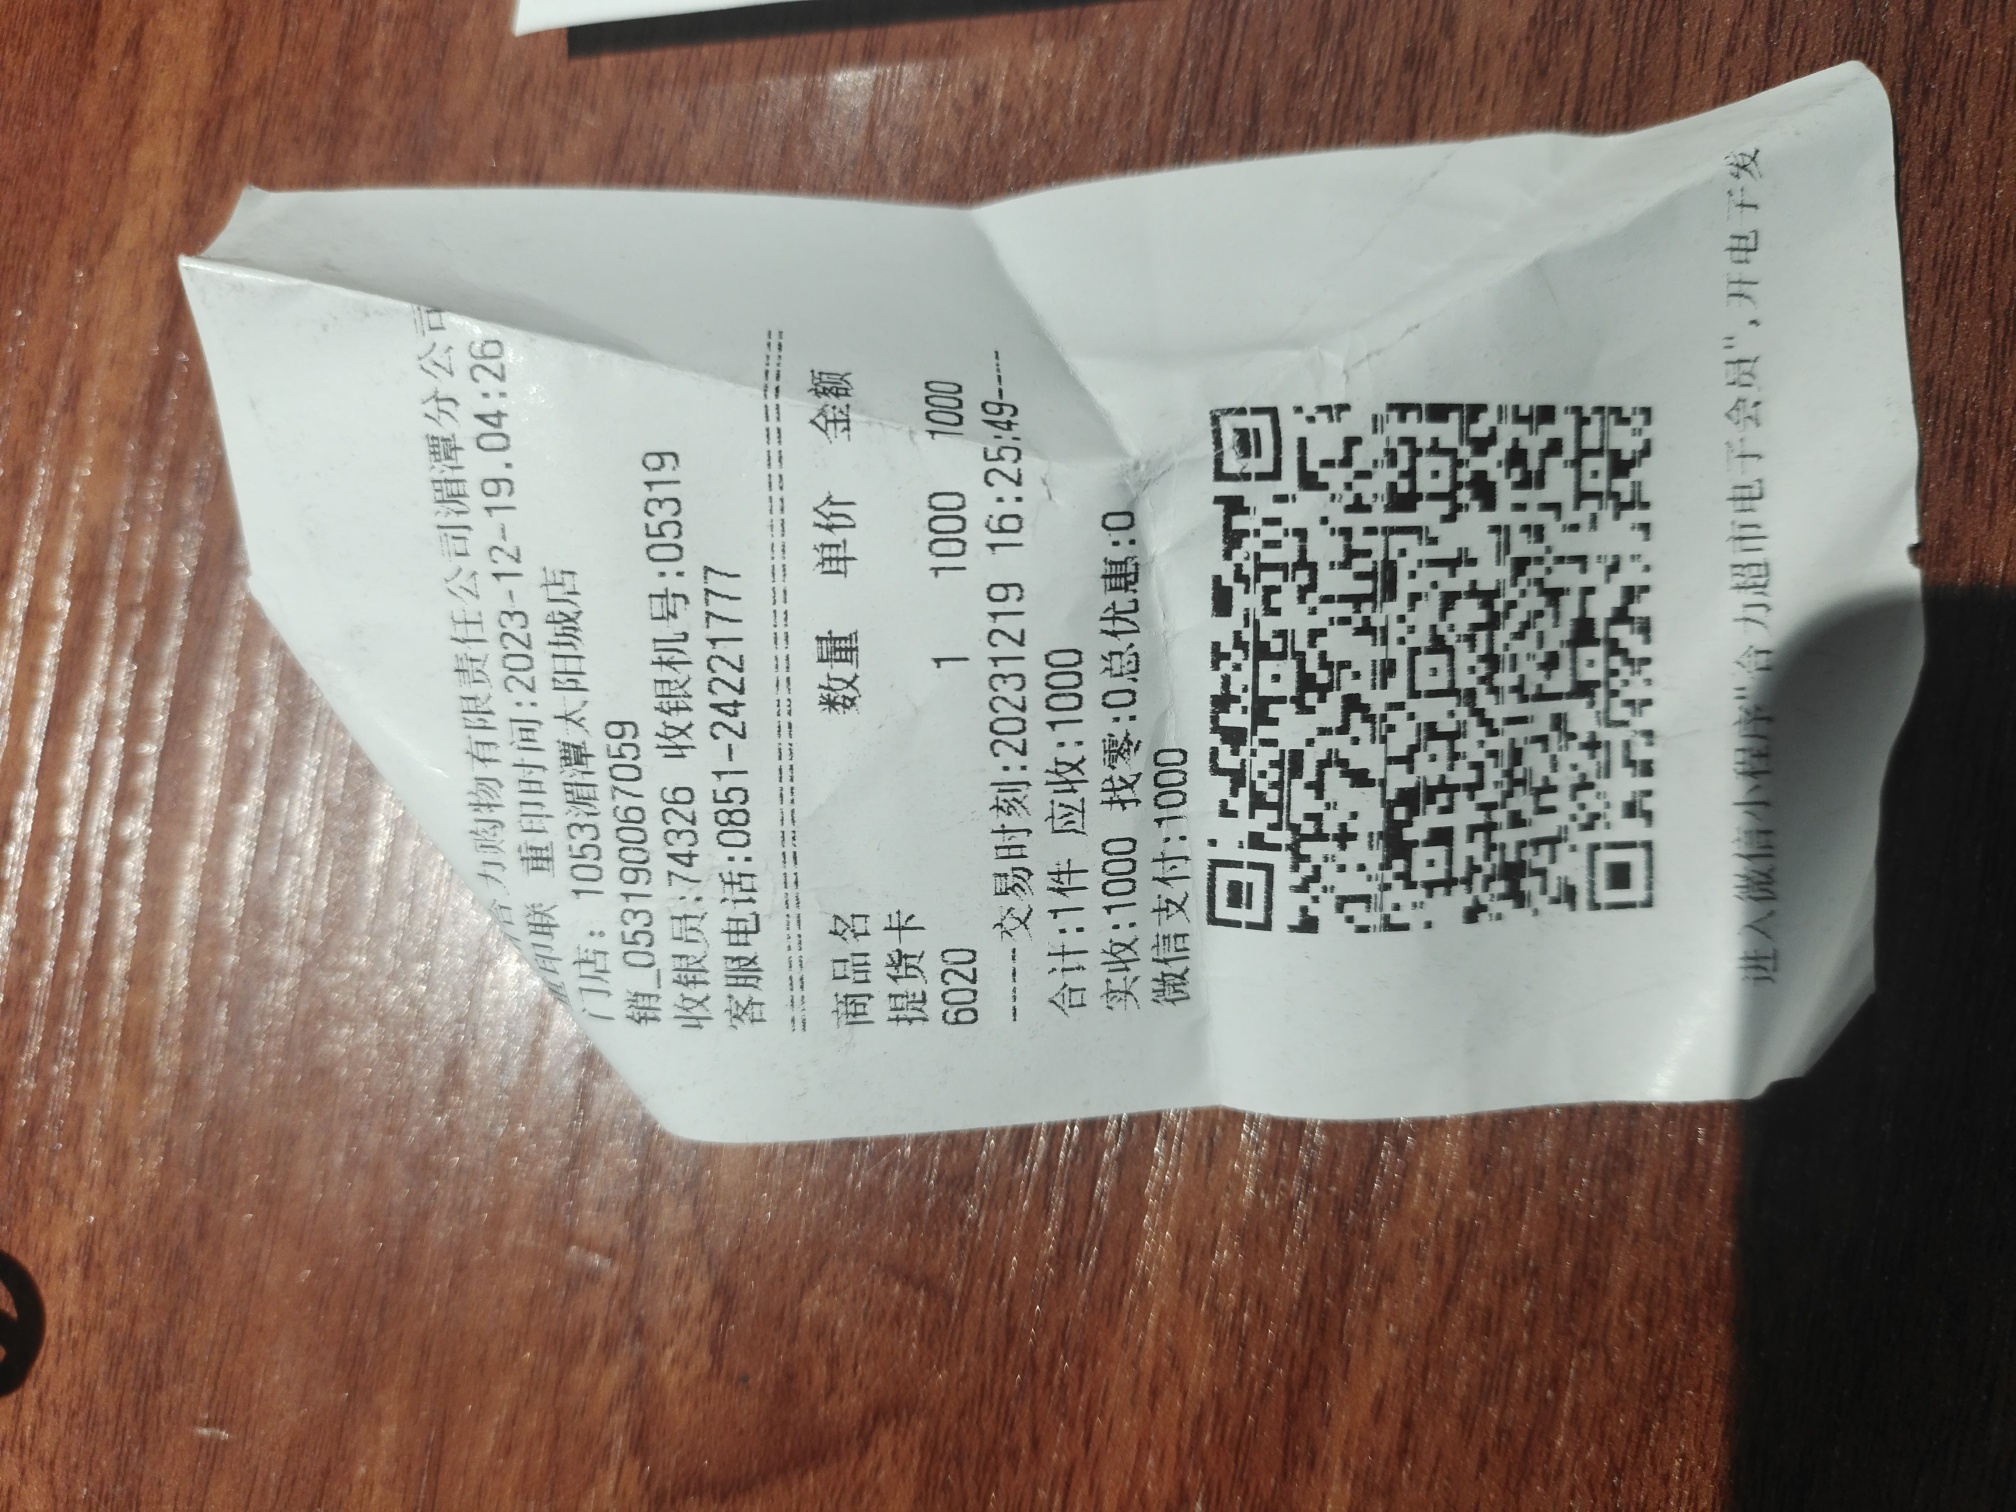 合力购物有限责任公司湄潭分公司
重印联 重印时间:2023-12-19.04:26
门店: 1053湄潭太阳城店
销_053190067059
收银员:74326 收银机号:05319
客服电话:0851-24221777
================================
商品名 数量 单价 金额
提货卡
6020 1 1000 1000
----交易时刻:20231219 16:25:49----
合计:1件 应收:1000
实收:1000 找零:0总优惠:0
微信支付:1000
进入微信小程序"合力超市电子会员",开电子发